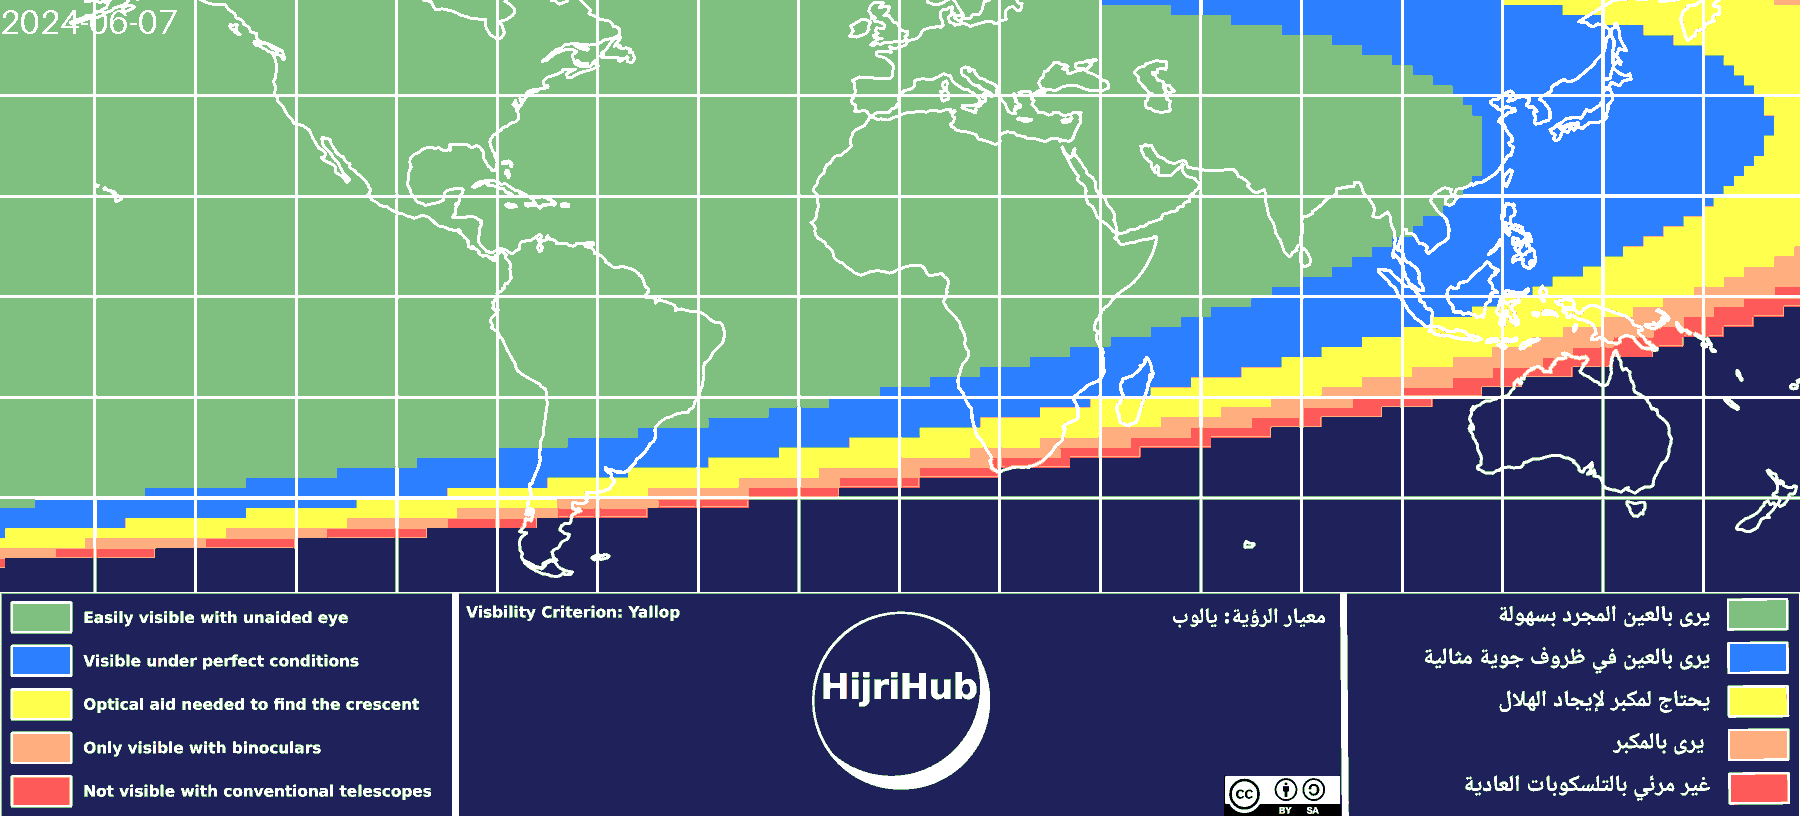 2024-06-07
Easily visible with unaided eye
Visible under perfect conditions
Optical aid needed to find the crescent
Only visible with binoculars
Not visible with conventional telescopes
Visbility Criterion: Yallop
معيار الرؤية: يالوب
HijriHub
cc
BY SA
يرى بالعين المجرد بسهولة
يرى بالعين في ظروف جوية مثالية
يحتاج لمكبر لإيجاد الهلال
يرى بالمكبر
غير مرئي بالتلسكوبات العادية